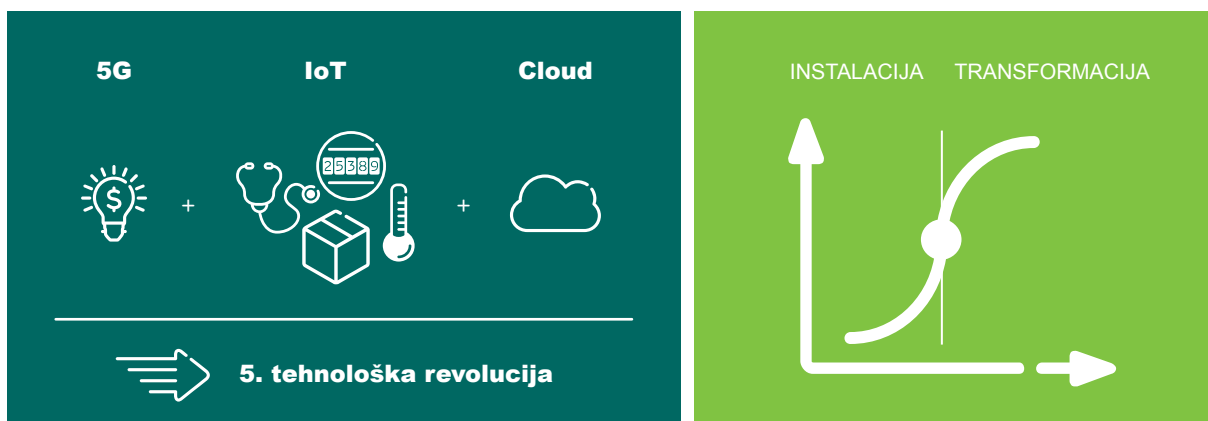 5G IoT Cloud
$
25389
+ +
5. tehnološka revolucija
INSTALACIJA TRANSFORMACIJA